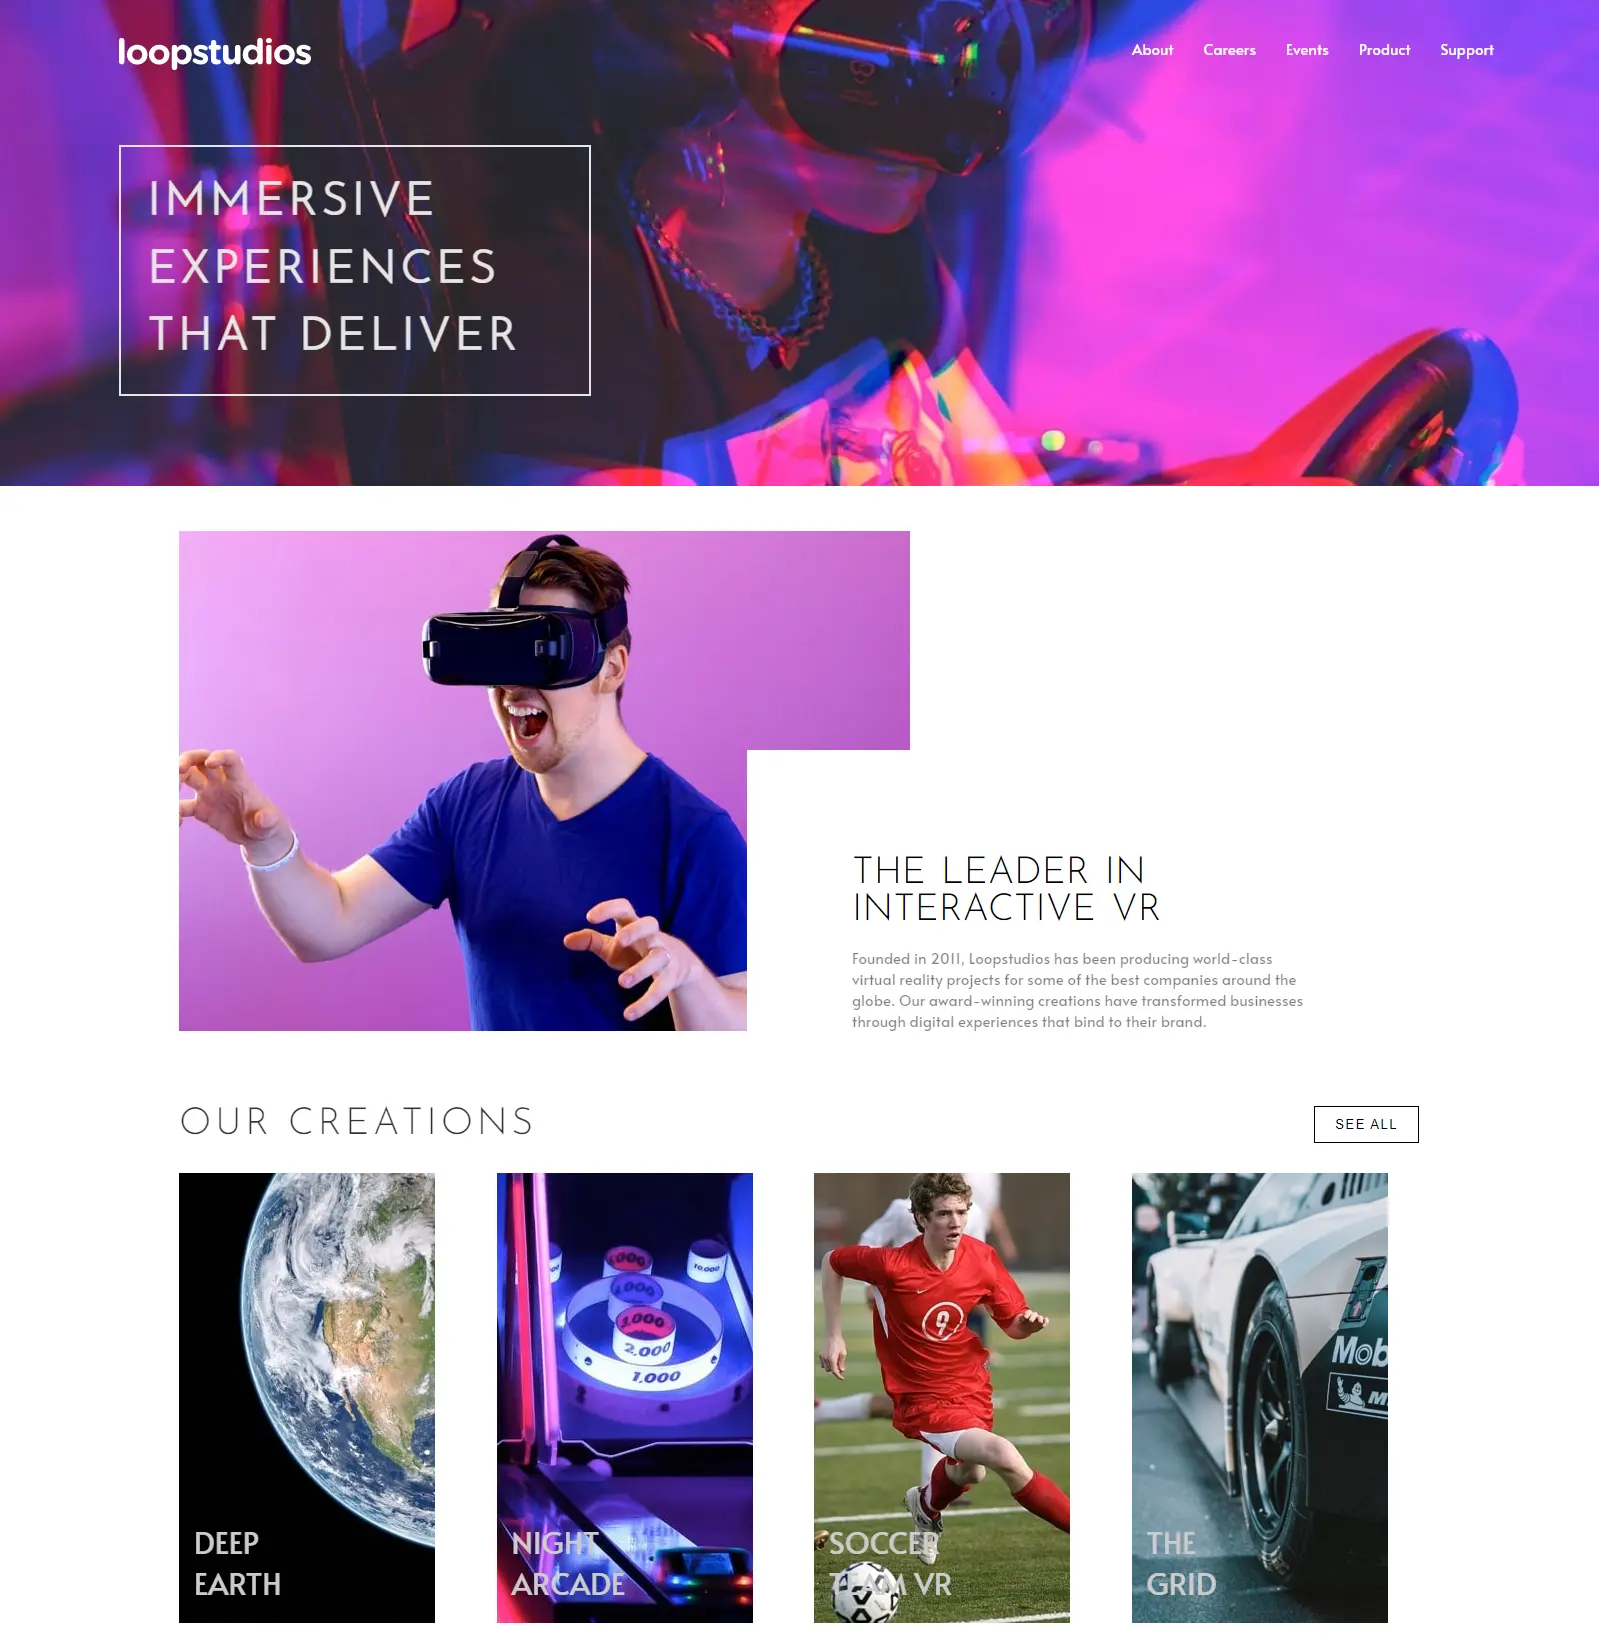 loopstudios
About Careers Events Product Support
IMMERSIVE
EXPERIENCES
THAT DELIVER
THE LEADER IN
INTERACTIVE VR
Founded in 2011, Loopstudios has been producing world-class
virtual reality projects for some of the best companies around the
globe. Our award-winning creations have transformed businesses
through digital experiences that bind to their brand.
OUR CREATIONS
SEE ALL
10,000
4,000
3,000
2,000
1,000
9
Mob
DEEP
EARTH
NIGHT
ARCADE
SOCCER
TEAM VR
THE
GRID